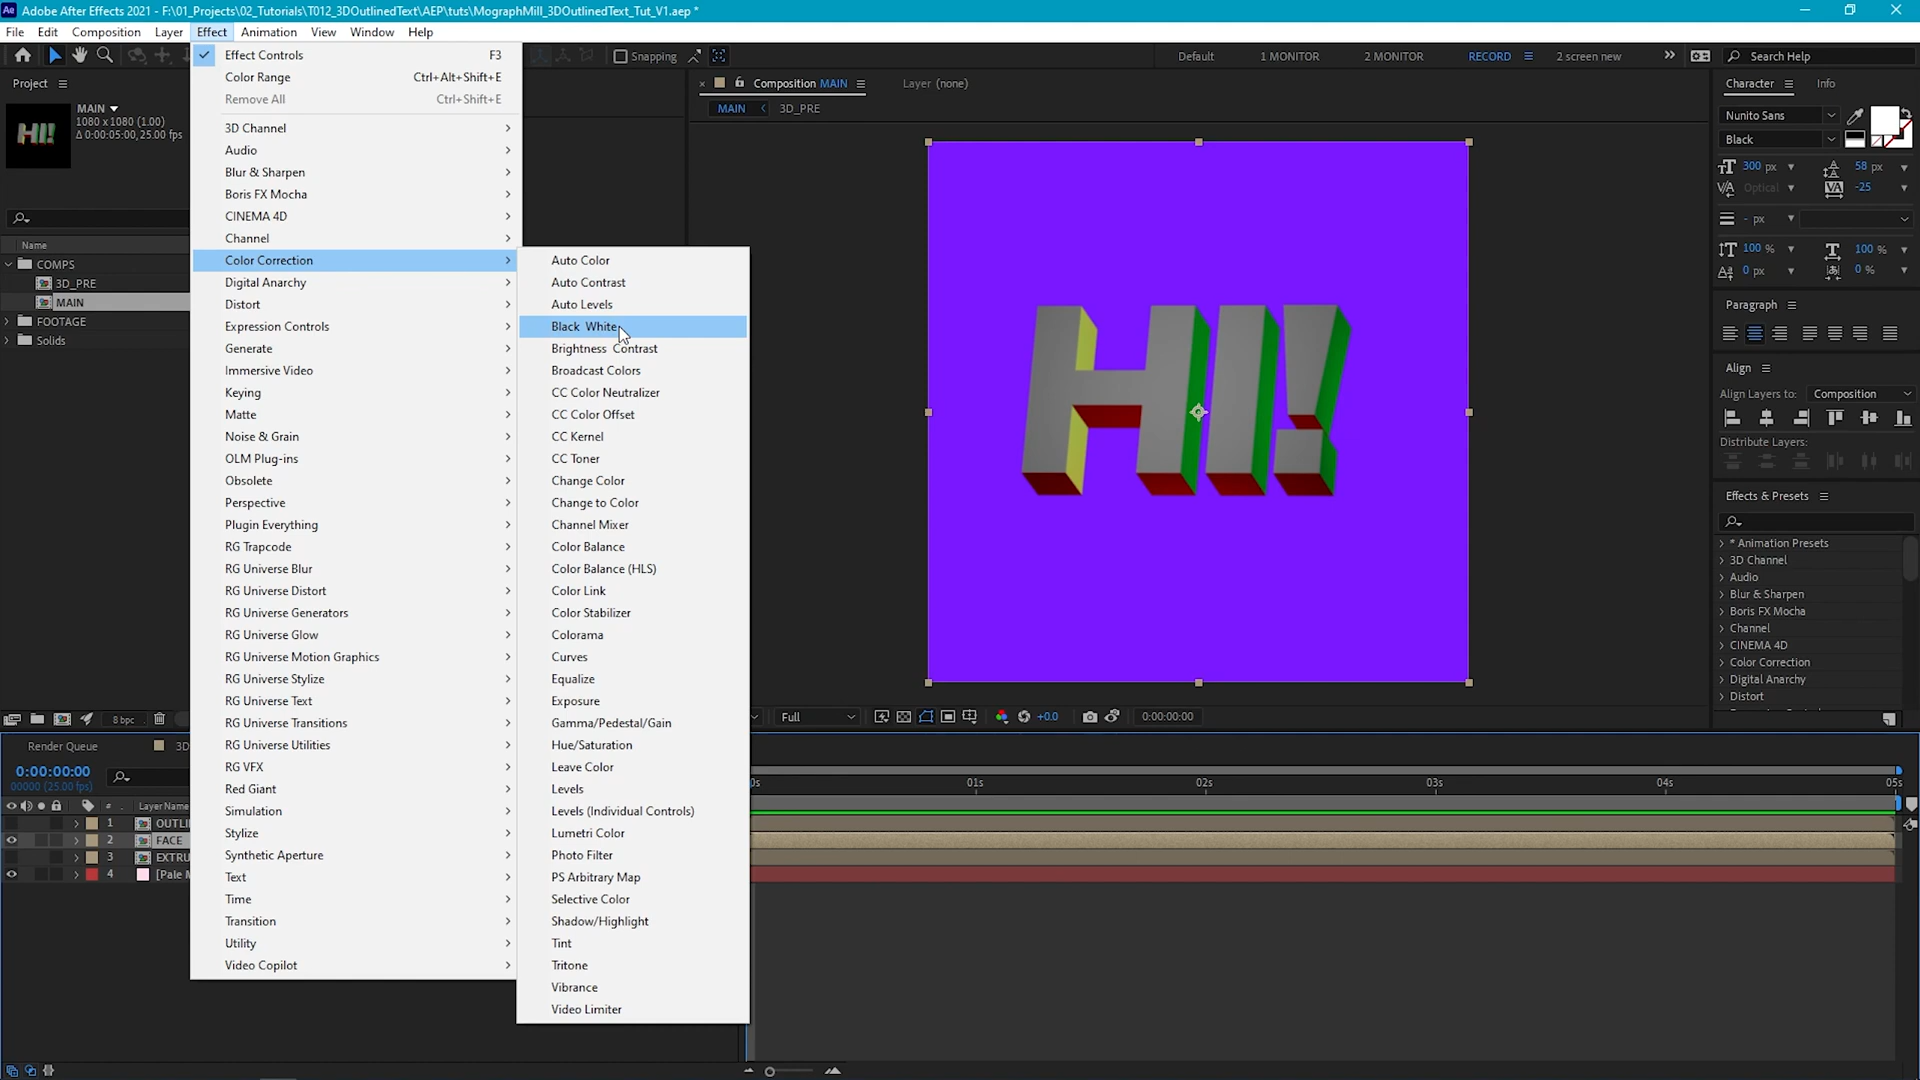 Adobe After Effects 2021 - F:\01_Projects\02_Tutorials\T012_3DOutlinedText\AEP\tuts\MographMill_3DOutlinedText_Tut_V1.aep *
File Edit Composition Layer Effect Animation View Window Help
Snapping
Default 1 MONITOR 2 MONITOR RECORD 2 screen new
Search Help
Project
MAIN
1080 x 1080 (1.00)
Δ 0:00:05:00, 25.00 fps
HI!
Name
COMPS
3D_PRE
MAIN
FOOTAGE
Solids
8 bpc
Effect Controls F3
Color Range Ctrl+Alt+Shift+E
Remove All Ctrl+Shift+E
3D Channel
Audio
Blur & Sharpen
Boris FX Mocha
CINEMA 4D
Channel
Color Correction
Digital Anarchy
Distort
Expression Controls
Generate
Immersive Video
Keying
Matte
Noise & Grain
OLM Plug-ins
Obsolete
Perspective
Plugin Everything
RG Trapcode
RG Universe Blur
RG Universe Distort
RG Universe Generators
RG Universe Glow
RG Universe Motion Graphics
RG Universe Stylize
RG Universe Text
RG Universe Transitions
RG Universe Utilities
RG VFX
Red Giant
Simulation
Stylize
Synthetic Aperture
Text
Time
Transition
Utility
Video Copilot
Auto Color
Auto Contrast
Auto Levels
Black White
Brightness Contrast
Broadcast Colors
CC Color Neutralizer
CC Color Offset
CC Kernel
CC Toner
Change Color
Change to Color
Channel Mixer
Color Balance
Color Balance (HLS)
Color Link
Color Stabilizer
Colorama
Curves
Equalize
Exposure
Gamma/Pedestal/Gain
Hue/Saturation
Leave Color
Levels
Levels (Individual Controls)
Lumetri Color
Photo Filter
PS Arbitrary Map
Selective Color
Shadow/Highlight
Tint
Tritone
Vibrance
Video Limiter
Composition MAIN
Layer (none)
MAIN 3D_PRE
HI!
Full +0.0 0:00:00:00
Character Info
Nunito Sans
Black
300 px 58 px
Optical -25
- px
100 % 100 %
0 px 0 %
Paragraph
Align
Align Layers to: Composition
Distribute Layers:
Effects & Presets
* Animation Presets
3D Channel
Audio
Blur & Sharpen
Boris FX Mocha
Channel
CINEMA 4D
Color Correction
Digital Anarchy
Distort
Render Queue 3D
0:00:00:00
00000 (25.00 fps)
# Layer Name
1 OUTLI
2 FACE
3 EXTRU
4 [Pale M
0s 01s 02s 03s 04s 05s